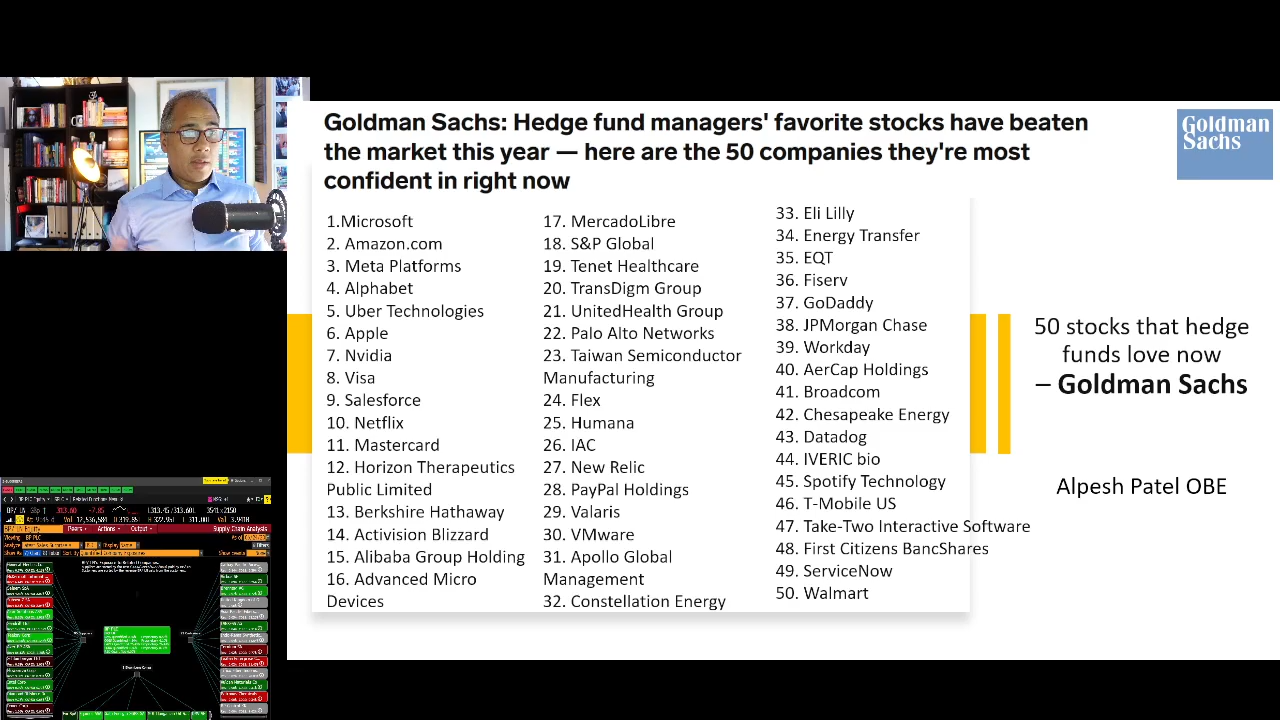 Goldman Sachs: Hedge fund managers' favorite stocks have beaten
the market this year — here are the 50 companies they're most
confident in right now
Goldman
Sachs
1.Microsoft
2. Amazon.com
3. Meta Platforms
4. Alphabet
5. Uber Technologies
6. Apple
7. Nvidia
8. Visa
9. Salesforce
10. Netflix
11. Mastercard
12. Horizon Therapeutics
Public Limited
13. Berkshire Hathaway
14. Activision Blizzard
15. Alibaba Group Holding
16. Advanced Micro
Devices
17. MercadoLibre
18. S&P Global
19. Tenet Healthcare
20. TransDigm Group
21. UnitedHealth Group
22. Palo Alto Networks
23. Taiwan Semiconductor
Manufacturing
24. Flex
25. Humana
26. IAC
27. New Relic
28. PayPal Holdings
29. Valaris
30. VMware
31. Apollo Global
Management
32. Constellation Energy
33. Eli Lilly
34. Energy Transfer
35. EQT
36. Fiserv
37. GoDaddy
38. JPMorgan Chase
39. Workday
40. AerCap Holdings
41. Broadcom
42. Chesapeake Energy
43. Datadog
44. IVERIC bio
45. Spotify Technology
46. T-Mobile US
47. Take-Two Interactive Software
48. First Citizens BancShares
49. ServiceNow
50. Walmart
50 stocks that hedge
funds love now
– Goldman Sachs
Alpesh Patel OBE
Supply Chain Analysis
BP PLC